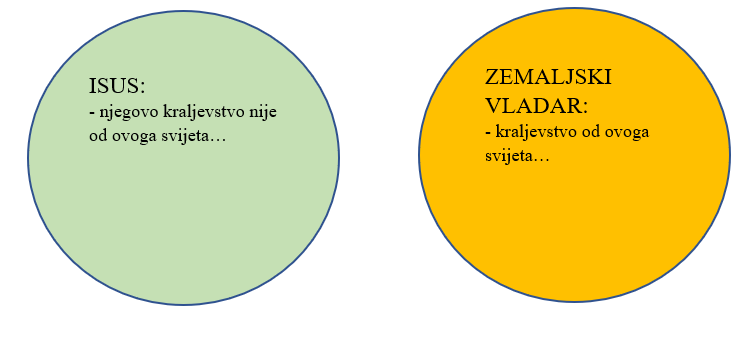 ISUS:
- njegovo kraljevstvo nije
od ovoga svijeta…
ZEMALJSKI
VLADAR:
- kraljevstvo od ovoga
svijeta…